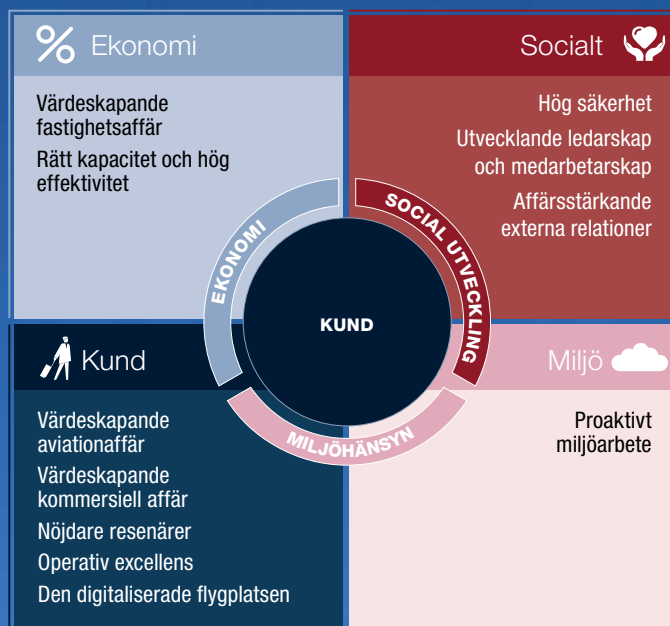 Ekonomi
Värdeskapande
fastighetsaffär
Rätt kapacitet och hög
effektivitet
Socialt
Hög säkerhet
Utvecklande ledarskap
och medarbetarskap
Affärsstärkande
externa relationer
EKONOMI
SOCIAL UTVECKLING
KUND
MILJÖHÄNSYN
Kund
Värdeskapande
aviationaffär
Värdeskapande
kommersiell affär
Nöjdare resenärer
Operativ excellens
Den digitaliserade flygplatsen
Miljö
Proaktivt
miljöarbete